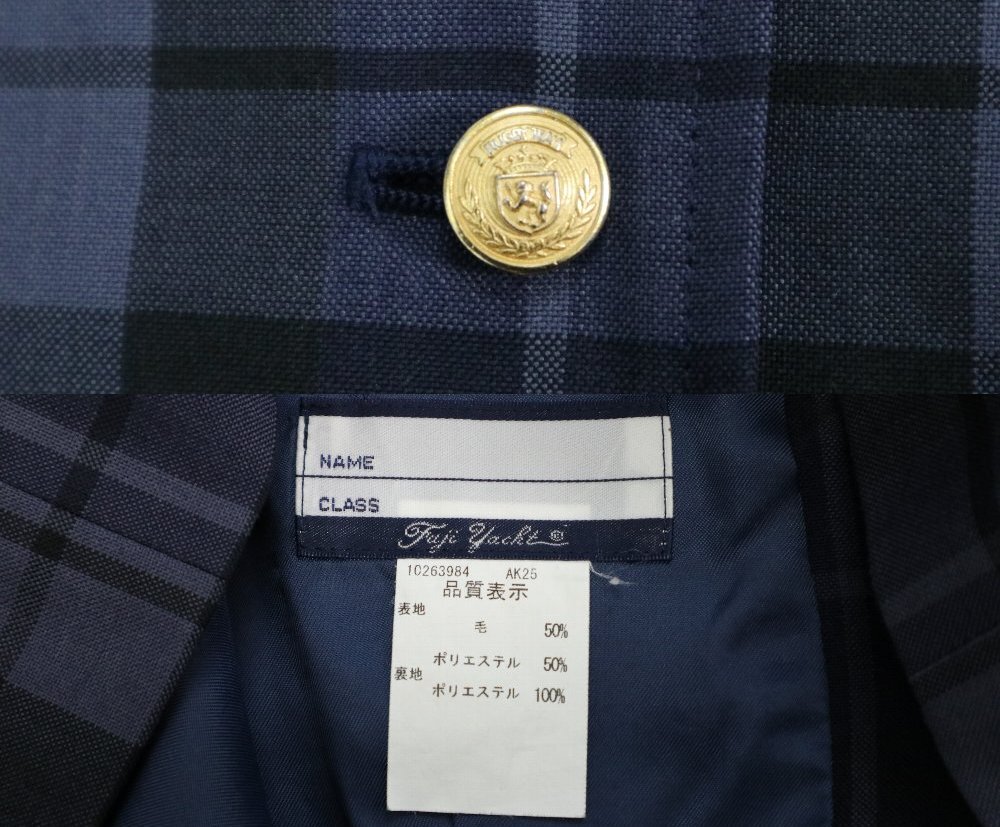 NAME
CLASS
Fuji Yacht ®
10263984 AK25
品質表示
表地
毛 50%
ポリエステル 50%
裏地
ポリエステル 100%